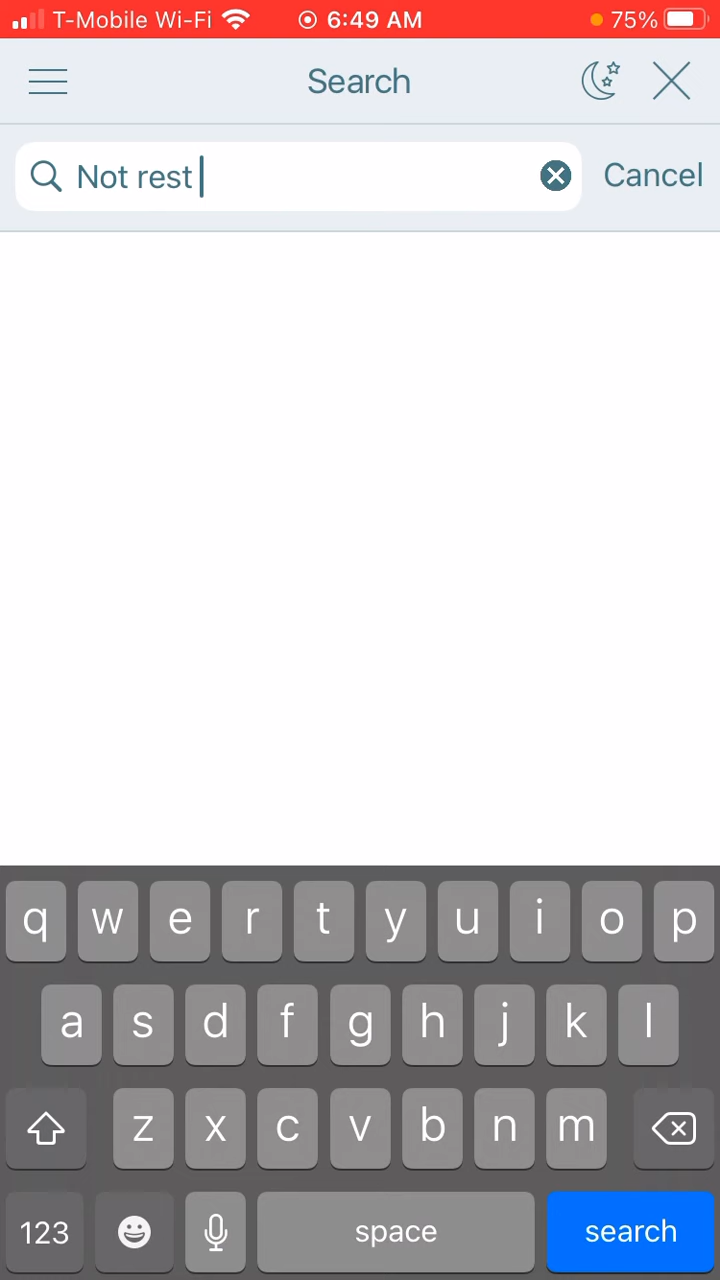 T-Mobile Wi-Fi 6:49 AM 75%
Search
Not rest Cancel
q w e r t y u i o p
a s d f g h j k l
z x c v b n m
123 space search